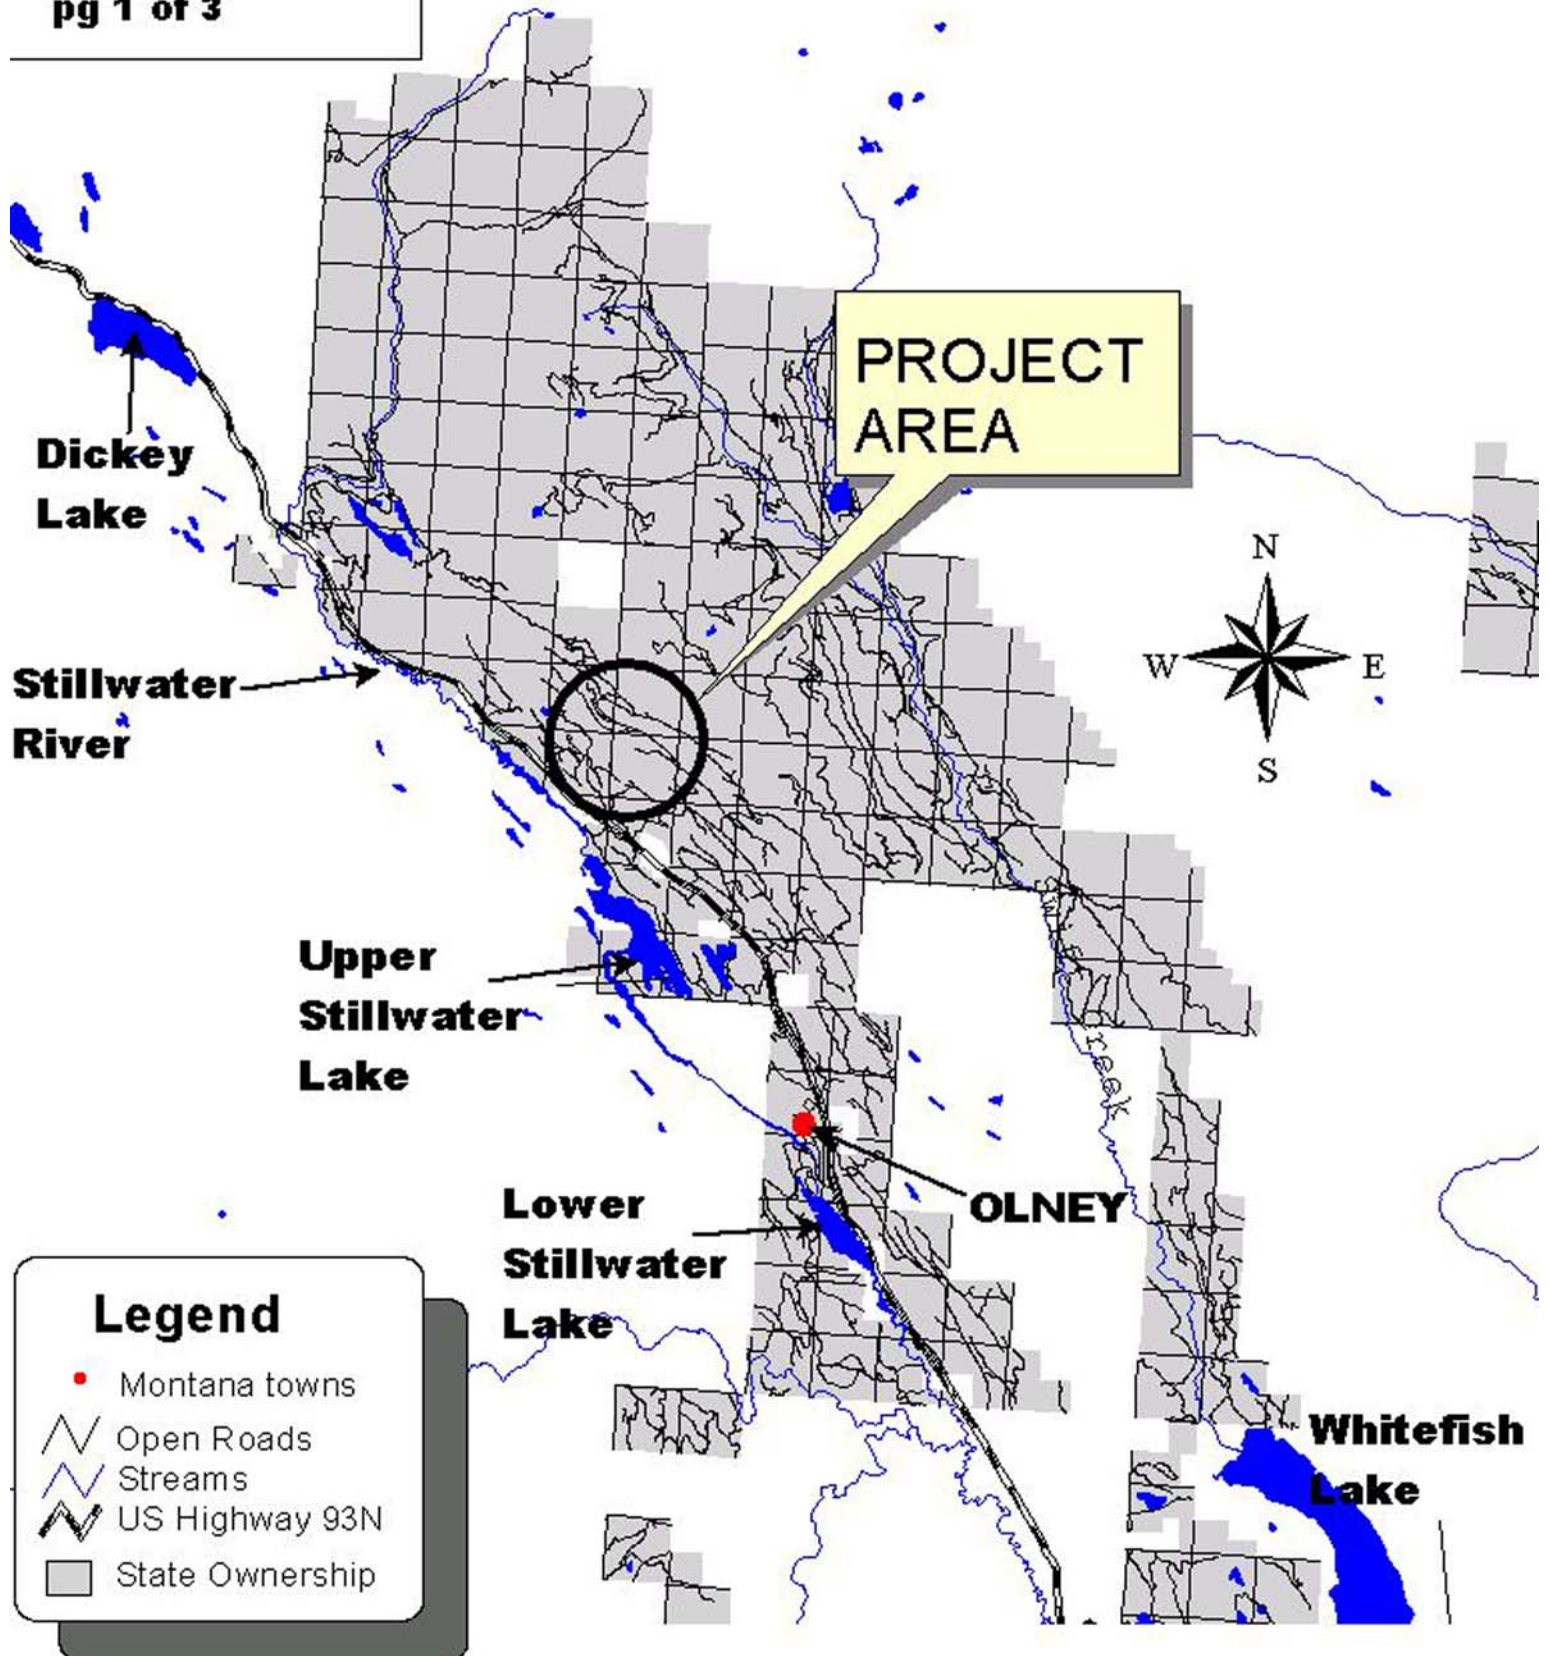 pg 1 of 3
PROJECT
AREA
Dickey
Lake
N
W
E
S
Stillwater
River
Upper
Stillwater
Lake
Creek
OLNEY
Lower
Stillwater
Lake
Whitefish
Lake
Legend
Montana towns
Open Roads
Streams
US Highway 93N
State Ownership